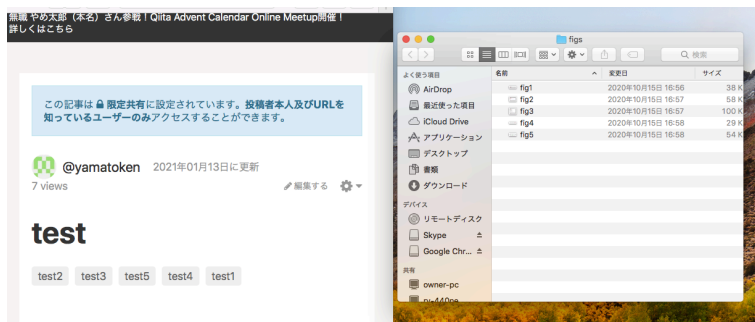 無職 やめ太郎（本名）さん参戦！Qiita Advent Calendar Online Meetup開催！
詳しくはこちら
この記事は 限定共有に設定されています。投稿者本人及びURLを
知っているユーザーのみアクセスすることができます。
@yamatoken 2021年01月13日に更新
7 views
編集する
test
test2 test3 test5 test4 test1
figs
検索
よく使う項目
AirDrop
最近使った項目
iCloud Drive
アプリケーション
デスクトップ
書類
ダウンロード
デバイス
リモートディスク
Skype
Google Chr...
共有
owner-pc
名前 変更日 サイズ
fig1 2020年10月15日 16:56 38 K
fig2 2020年10月15日 16:57 58 K
fig3 2020年10月15日 16:57 100 K
fig4 2020年10月15日 16:58 29 K
fig5 2020年10月15日 16:58 54 K